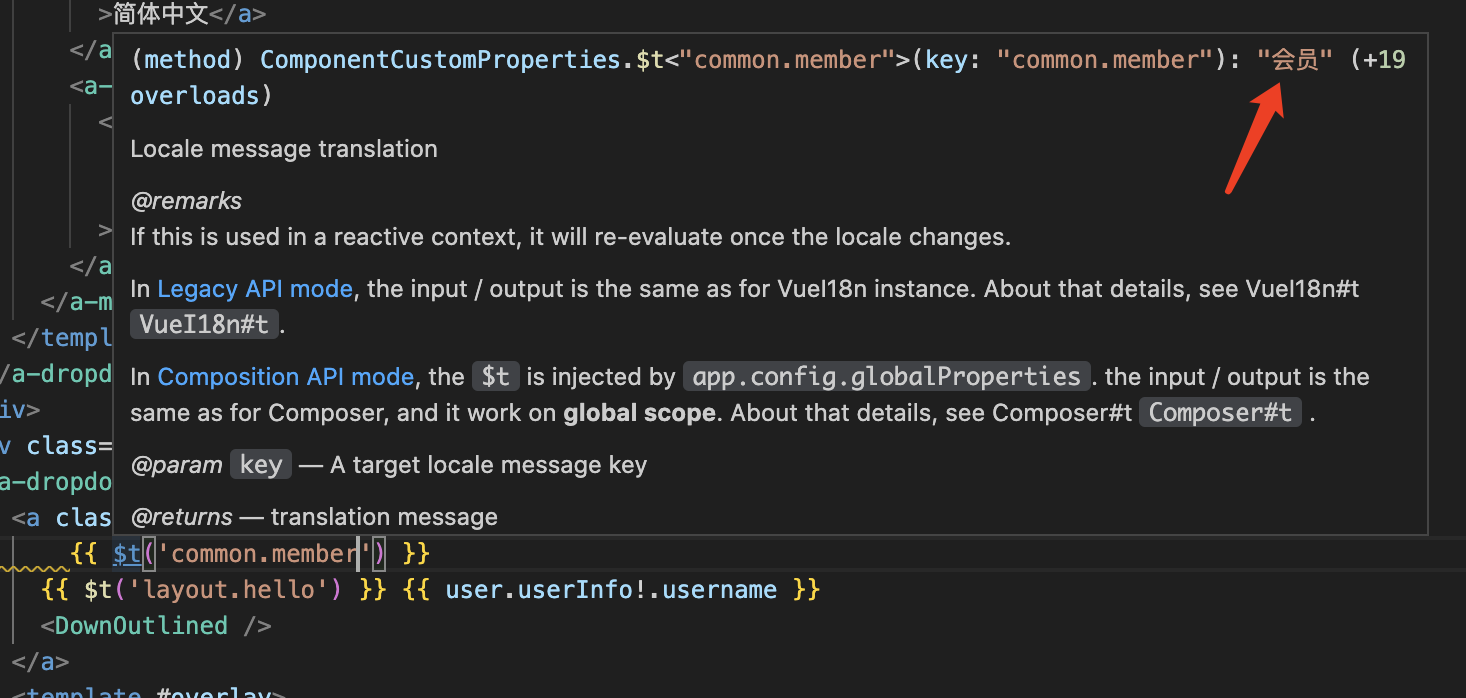 >简体中文</a>
</a
(method) ComponentCustomProperties.$t<"common.member">(key: "common.member"): "会员" (+19
<a-
overloads)
<
Locale message translation
@remarks
>
If this is used in a reactive context, it will re-evaluate once the locale changes.
</a
In Legacy API mode, the input / output is the same as for VueI18n instance. About that details, see VueI18n#t
</a-m
VueI18n#t.
</templ
/a-dropd
In Composition API mode, the $t is injected by app.config.globalProperties. the input / output is the
iv>
same as for Composer, and it work on global scope. About that details, see Composer#t Composer#t .
v class=
@param key — A target locale message key
a-dropdo
<a clas
@returns — translation message
{{ $t('common.member') }}
{{ $t('layout.hello') }} {{ user.userInfo!.username }}
<DownOutlined />
</a>
<template #overlay>